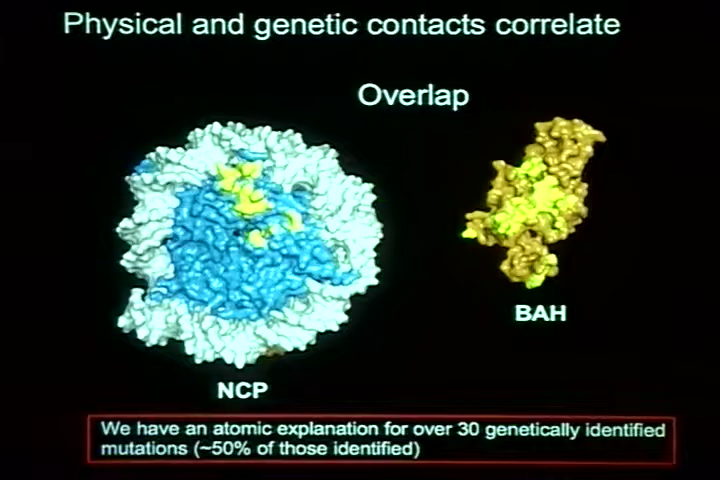 Physical and genetic contacts correlate
Overlap
BAH
NCP
We have an atomic explanation for over 30 genetically identified
mutations (~50% of those identified)